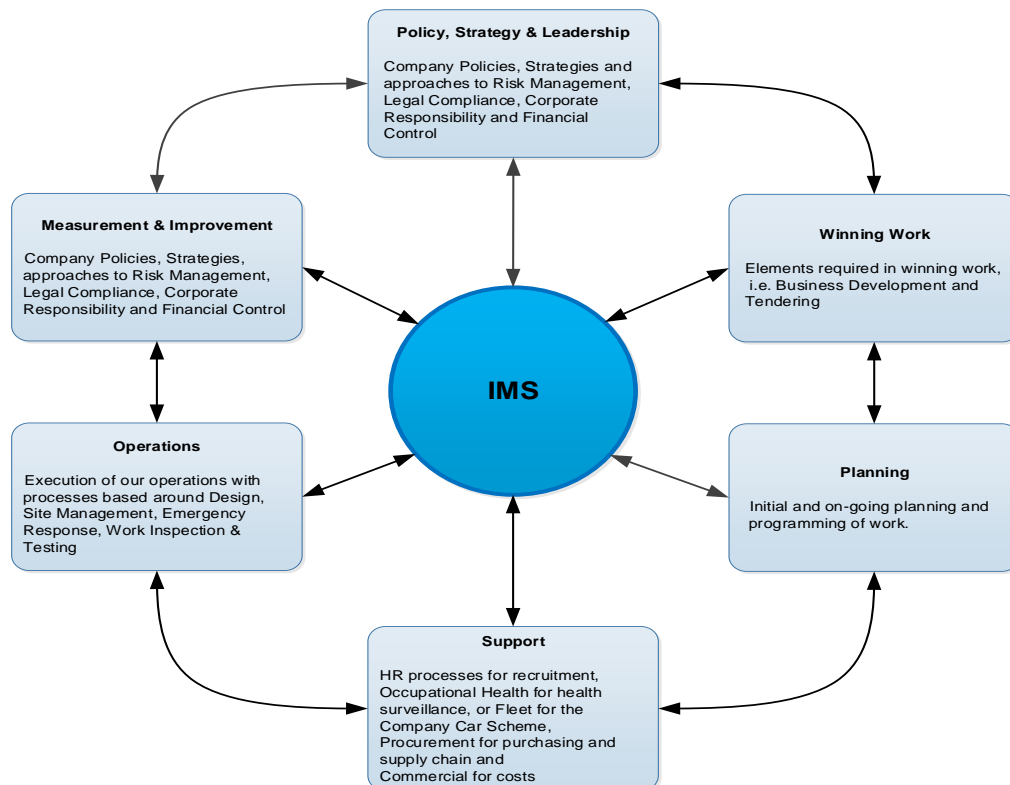 Policy, Strategy & Leadership
Company Policies, Strategies and
approaches to Risk Management,
Legal Compliance, Corporate
Responsibility and Financial
Control
Measurement & Improvement
Company Policies, Strategies,
approaches to Risk Management,
Legal Compliance, Corporate
Responsibility and Financial Control
Winning Work
Elements required in winning work,
i.e. Business Development and
Tendering
IMS
Operations
Execution of our operations with
processes based around Design,
Site Management, Emergency
Response, Work Inspection &
Testing
Planning
Initial and on-going planning and
programming of work.
Support
HR processes for recruitment,
Occupational Health for health
surveillance, or Fleet for the
Company Car Scheme,
Procurement for purchasing and
supply chain and
Commercial for costs